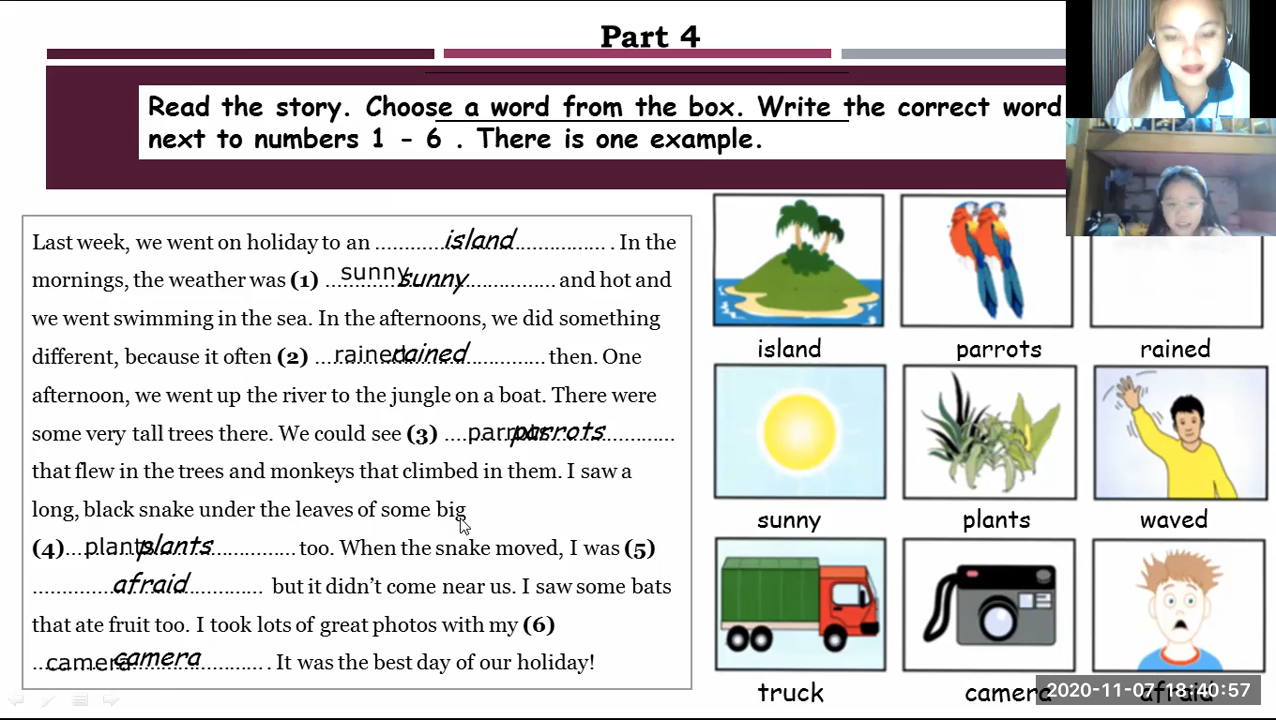 Part 4
Read the story. Choose a word from the box. Write the correct word
next to numbers 1 - 6 . There is one example.
Last week, we went on holiday to an ............island............... . In the
mornings, the weather was (1) ....sunny sunny............... and hot and
we went swimming in the sea. In the afternoons, we did something
different, because it often (2) ...rained rained............... then. One
afternoon, we went up the river to the jungle on a boat. There were
some very tall trees there. We could see (3) ....parrots parrots...............
that flew in the trees and monkeys that climbed in them. I saw a
long, black snake under the leaves of some big
(4)....plants plants............... too. When the snake moved, I was (5)
...............afraid............... but it didn't come near us. I saw some bats
that ate fruit too. I took lots of great photos with my (6)
...camera camera............... . It was the best day of our holiday!
island
parrots
rained
sunny
plants
waved
truck
camera
afraid
2020-11-07 18:40:57